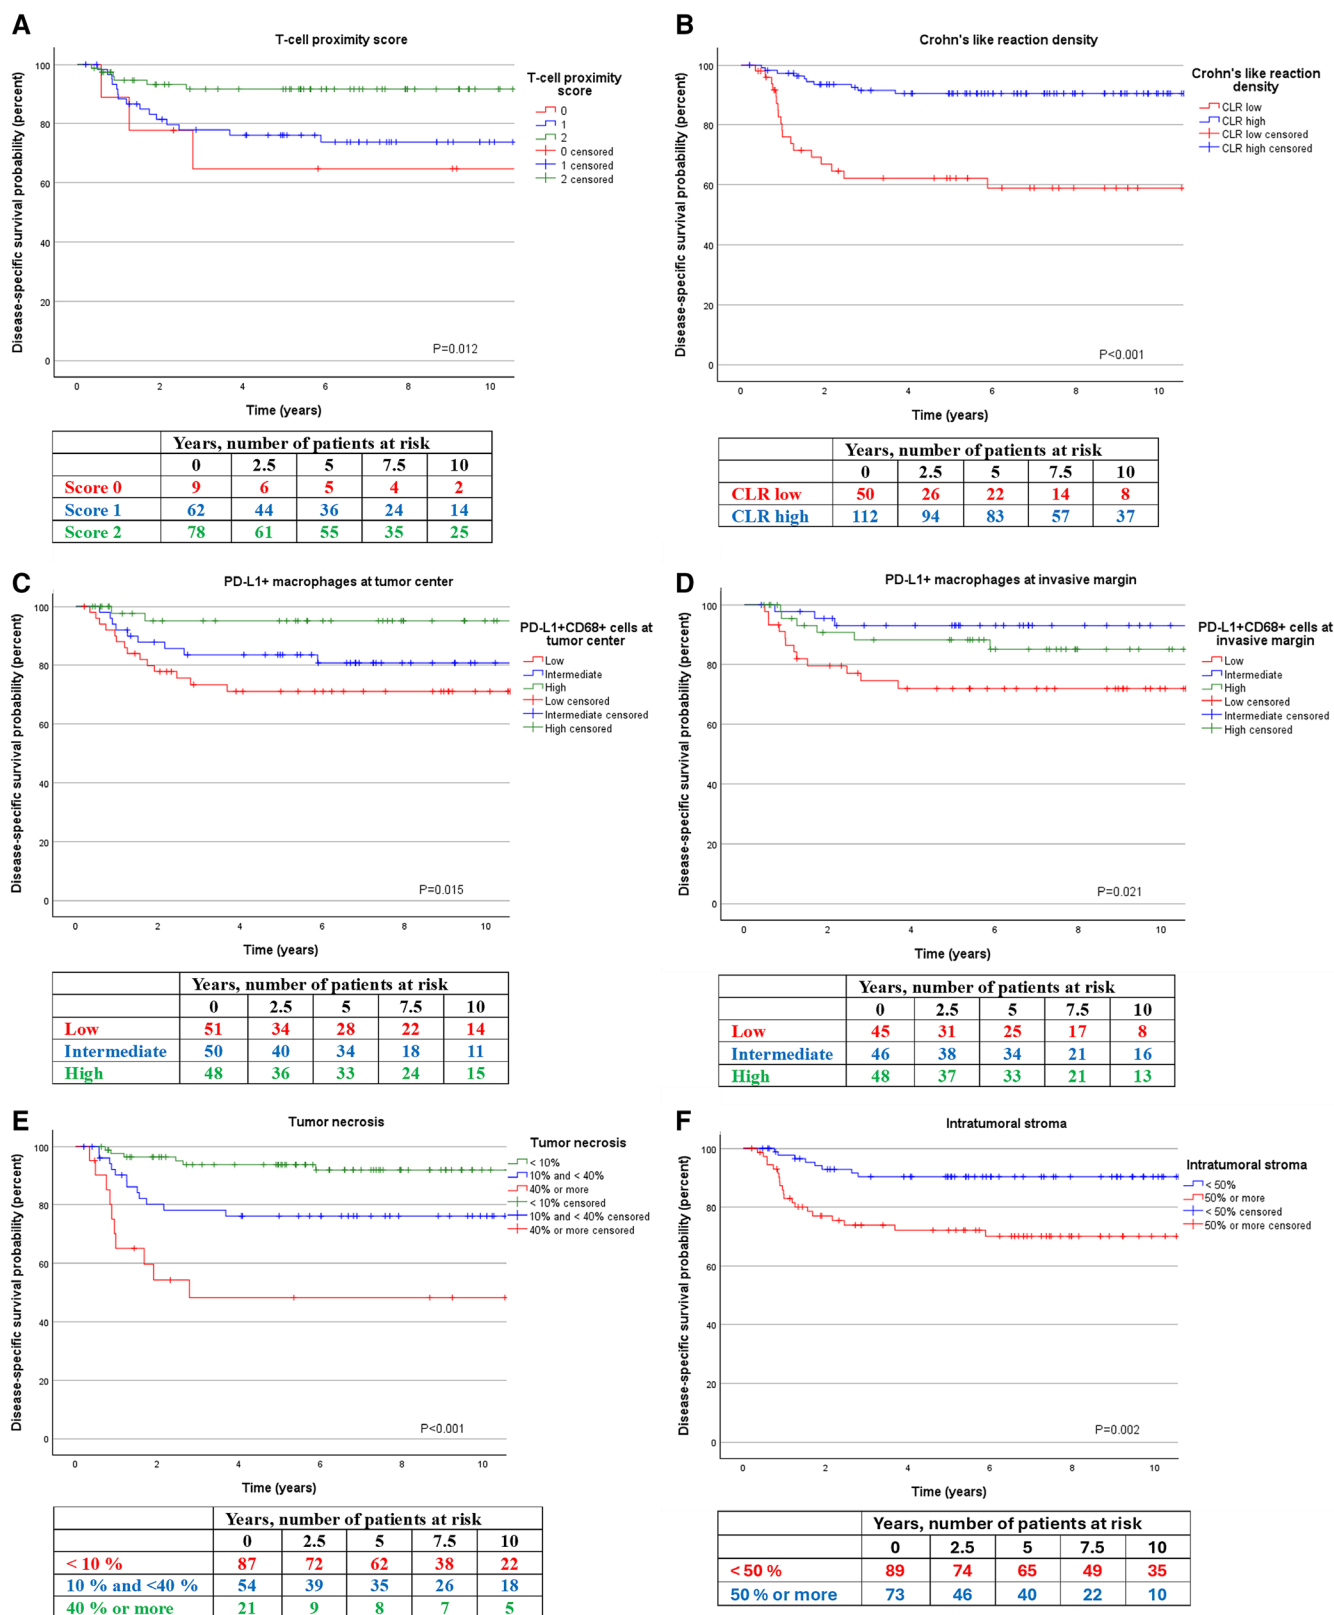 A
T-cell proximity score
Disease-specific survival probability (percent)
100
80
60
40
20
0
0 2 4 6 8 10
Time (years)
P=0.012
T-cell proximity
score
0
1
2
0 censored
1 censored
2 censored
Years, number of patients at risk
0 2.5 5 7.5 10
Score 0 9 6 5 4 2
Score 1 62 44 36 24 14
Score 2 78 61 55 35 25
B
Crohn's like reaction density
Disease-specific survival probability (percent)
100
80
60
40
20
0
0 2 4 6 8 10
Time (years)
P<0.001
Crohn's like reaction
density
CLR low
CLR high
CLR low censored
CLR high censored
Years, number of patients at risk
0 2.5 5 7.5 10
CLR low 50 26 22 14 8
CLR high 112 94 83 57 37
C
PD-L1+ macrophages at tumor center
Disease-specific survival probability (percent)
100
80
60
40
20
0
0 2 4 6 8 10
Time (years)
P=0.015
PD-L1+CD68+ cells at
tumor center
Low
Intermediate
High
Low censored
Intermediate censored
High censored
Years, number of patients at risk
0 2.5 5 7.5 10
Low 51 34 28 22 14
Intermediate 50 40 34 18 11
High 48 36 33 24 15
D
PD-L1+ macrophages at invasive margin
Disease-specific survival probability (percent)
100
80
60
40
20
0
0 2 4 6 8 10
Time (years)
P=0.021
PD-L1+CD68+ cells at
invasive margin
Low
Intermediate
High
Low censored
Intermediate censored
High censored
Years, number of patients at risk
0 2.5 5 7.5 10
Low 45 31 25 17 8
Intermediate 46 38 34 21 16
High 48 37 33 21 13
E
Tumor necrosis
Disease-specific survival probability (percent)
100
80
60
40
20
0
0 2 4 6 8 10
Time (years)
P<0.001
Tumor necrosis
< 10%
10% and < 40%
40% or more
< 10% censored
10% and < 40% censored
40% or more censored
Years, number of patients at risk
0 2.5 5 7.5 10
< 10 % 87 72 62 38 22
10 % and <40 % 54 39 35 26 18
40 % or more 21 9 8 7 5
F
Intratumoral stroma
Disease-specific survival probability (percent)
100
80
60
40
20
0
0 2 4 6 8 10
Time (years)
P=0.002
Intratumoral stroma
< 50%
50% or more
< 50% censored
50% or more censored
Years, number of patients at risk
0 2.5 5 7.5 10
< 50 % 89 74 65 49 35
50 % or more 73 46 40 22 10